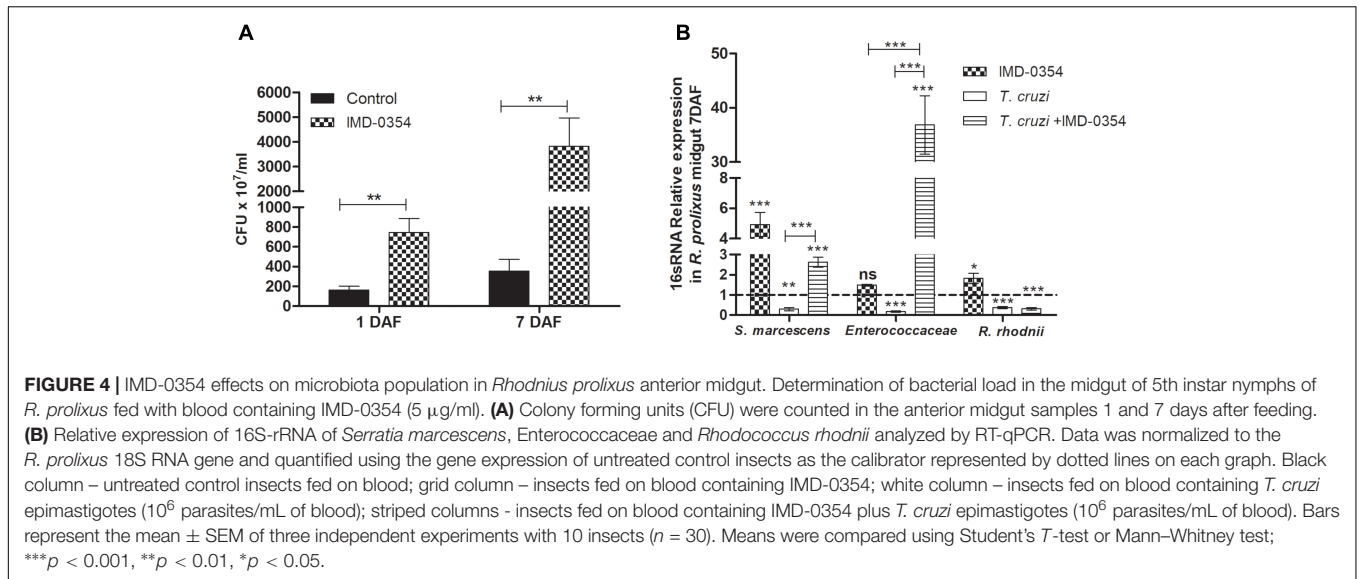 A
6000
5000
4000
3000
2000
1000
800
600
400
200
0
CFU x 10⁷/ml
Control
IMD-0354
**
**
1 DAF
7 DAF
B
50
40
30
8
6
4
3
2
1
0
16sRNA Relative expression
in R. prolixus midgut 7DAF
IMD-0354
T. cruzi
T. cruzi +IMD-0354
***
***
***
***
***
**
***
ns
***
*
***
***
S. marcescens
Enterococcaceae
R. rhodnii
FIGURE 4 | IMD-0354 effects on microbiota population in Rhodnius prolixus anterior midgut. Determination of bacterial load in the midgut of 5th instar nymphs of
R. prolixus fed with blood containing IMD-0354 (5 μg/ml). (A) Colony forming units (CFU) were counted in the anterior midgut samples 1 and 7 days after feeding.
(B) Relative expression of 16S-rRNA of Serratia marcescens, Enterococcaceae and Rhodococcus rhodnii analyzed by RT-qPCR. Data was normalized to the
R. prolixus 18S RNA gene and quantified using the gene expression of untreated control insects as the calibrator represented by dotted lines on each graph. Black
column – untreated control insects fed on blood; grid column – insects fed on blood containing IMD-0354; white column – insects fed on blood containing T. cruzi
epimastigotes (10⁶ parasites/mL of blood); striped columns - insects fed on blood containing IMD-0354 plus T. cruzi epimastigotes (10⁶ parasites/mL of blood). Bars
represent the mean ± SEM of three independent experiments with 10 insects (n = 30). Means were compared using Student's T-test or Mann–Whitney test;
***p < 0.001, **p < 0.01, *p < 0.05.